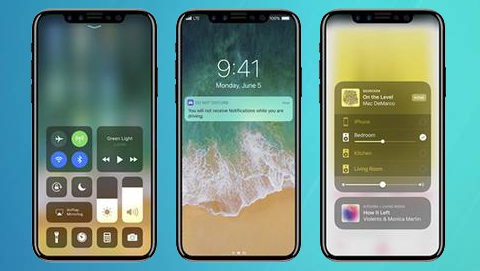 Green Light
AirPlay
Mirroring
LTE
100%
9:41
Monday, June 5
DO NOT DISTURB
You will not receive Notifications while you are
driving.
BEDROOM
On the Level
Mac DeMarco
iPhone
Bedroom
Kitchen
Living Room
How It Left
Violents & Monica Martin